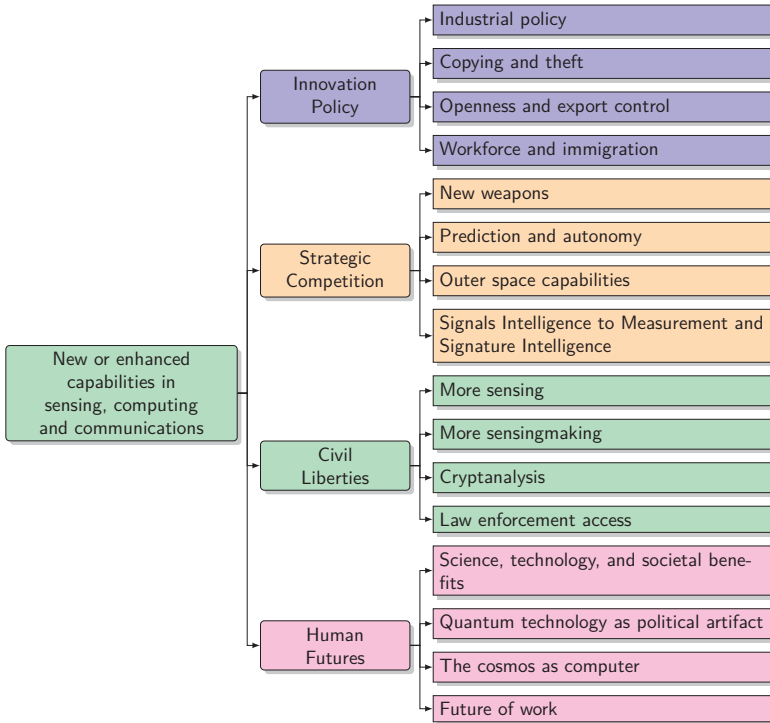 New or enhanced
capabilities in
sensing, computing
and communications
Innovation
Policy
Industrial policy
Copying and theft
Openness and export control
Workforce and immigration
Strategic
Competition
New weapons
Prediction and autonomy
Outer space capabilities
Signals Intelligence to Measurement and
Signature Intelligence
Civil
Liberties
More sensing
More sensingmaking
Cryptanalysis
Law enforcement access
Human
Futures
Science, technology, and societal bene-
fits
Quantum technology as political artifact
The cosmos as computer
Future of work